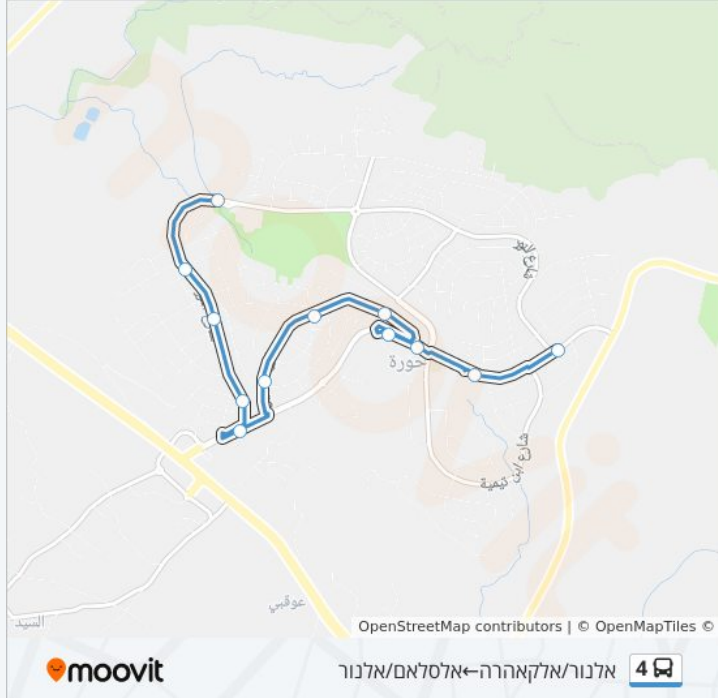 حورة
شارع ابن تيمية
عوقبي
السيد
OpenStreetMap contributors | © OpenMapTiles ©
moovit
אלנור/אלקאהרה←אלסלאם/אלנור
4